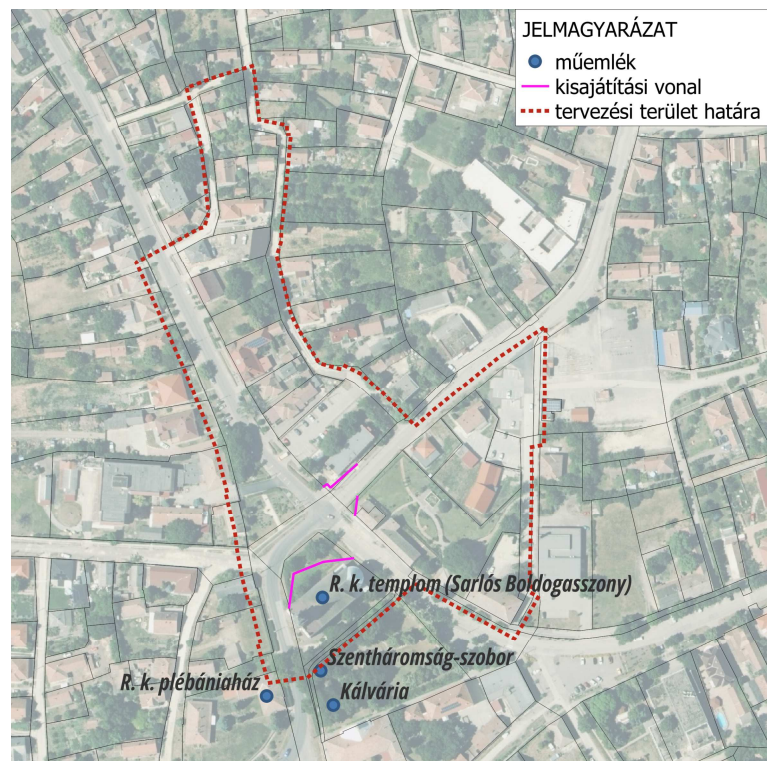 JELMAGYARÁZAT
műemlék
kisajátítási vonal
tervezési terület határa
R. k. templom (Sarlós Boldogasszony)
Szentháromság-szobor
R. k. plébániaház
Kálvária